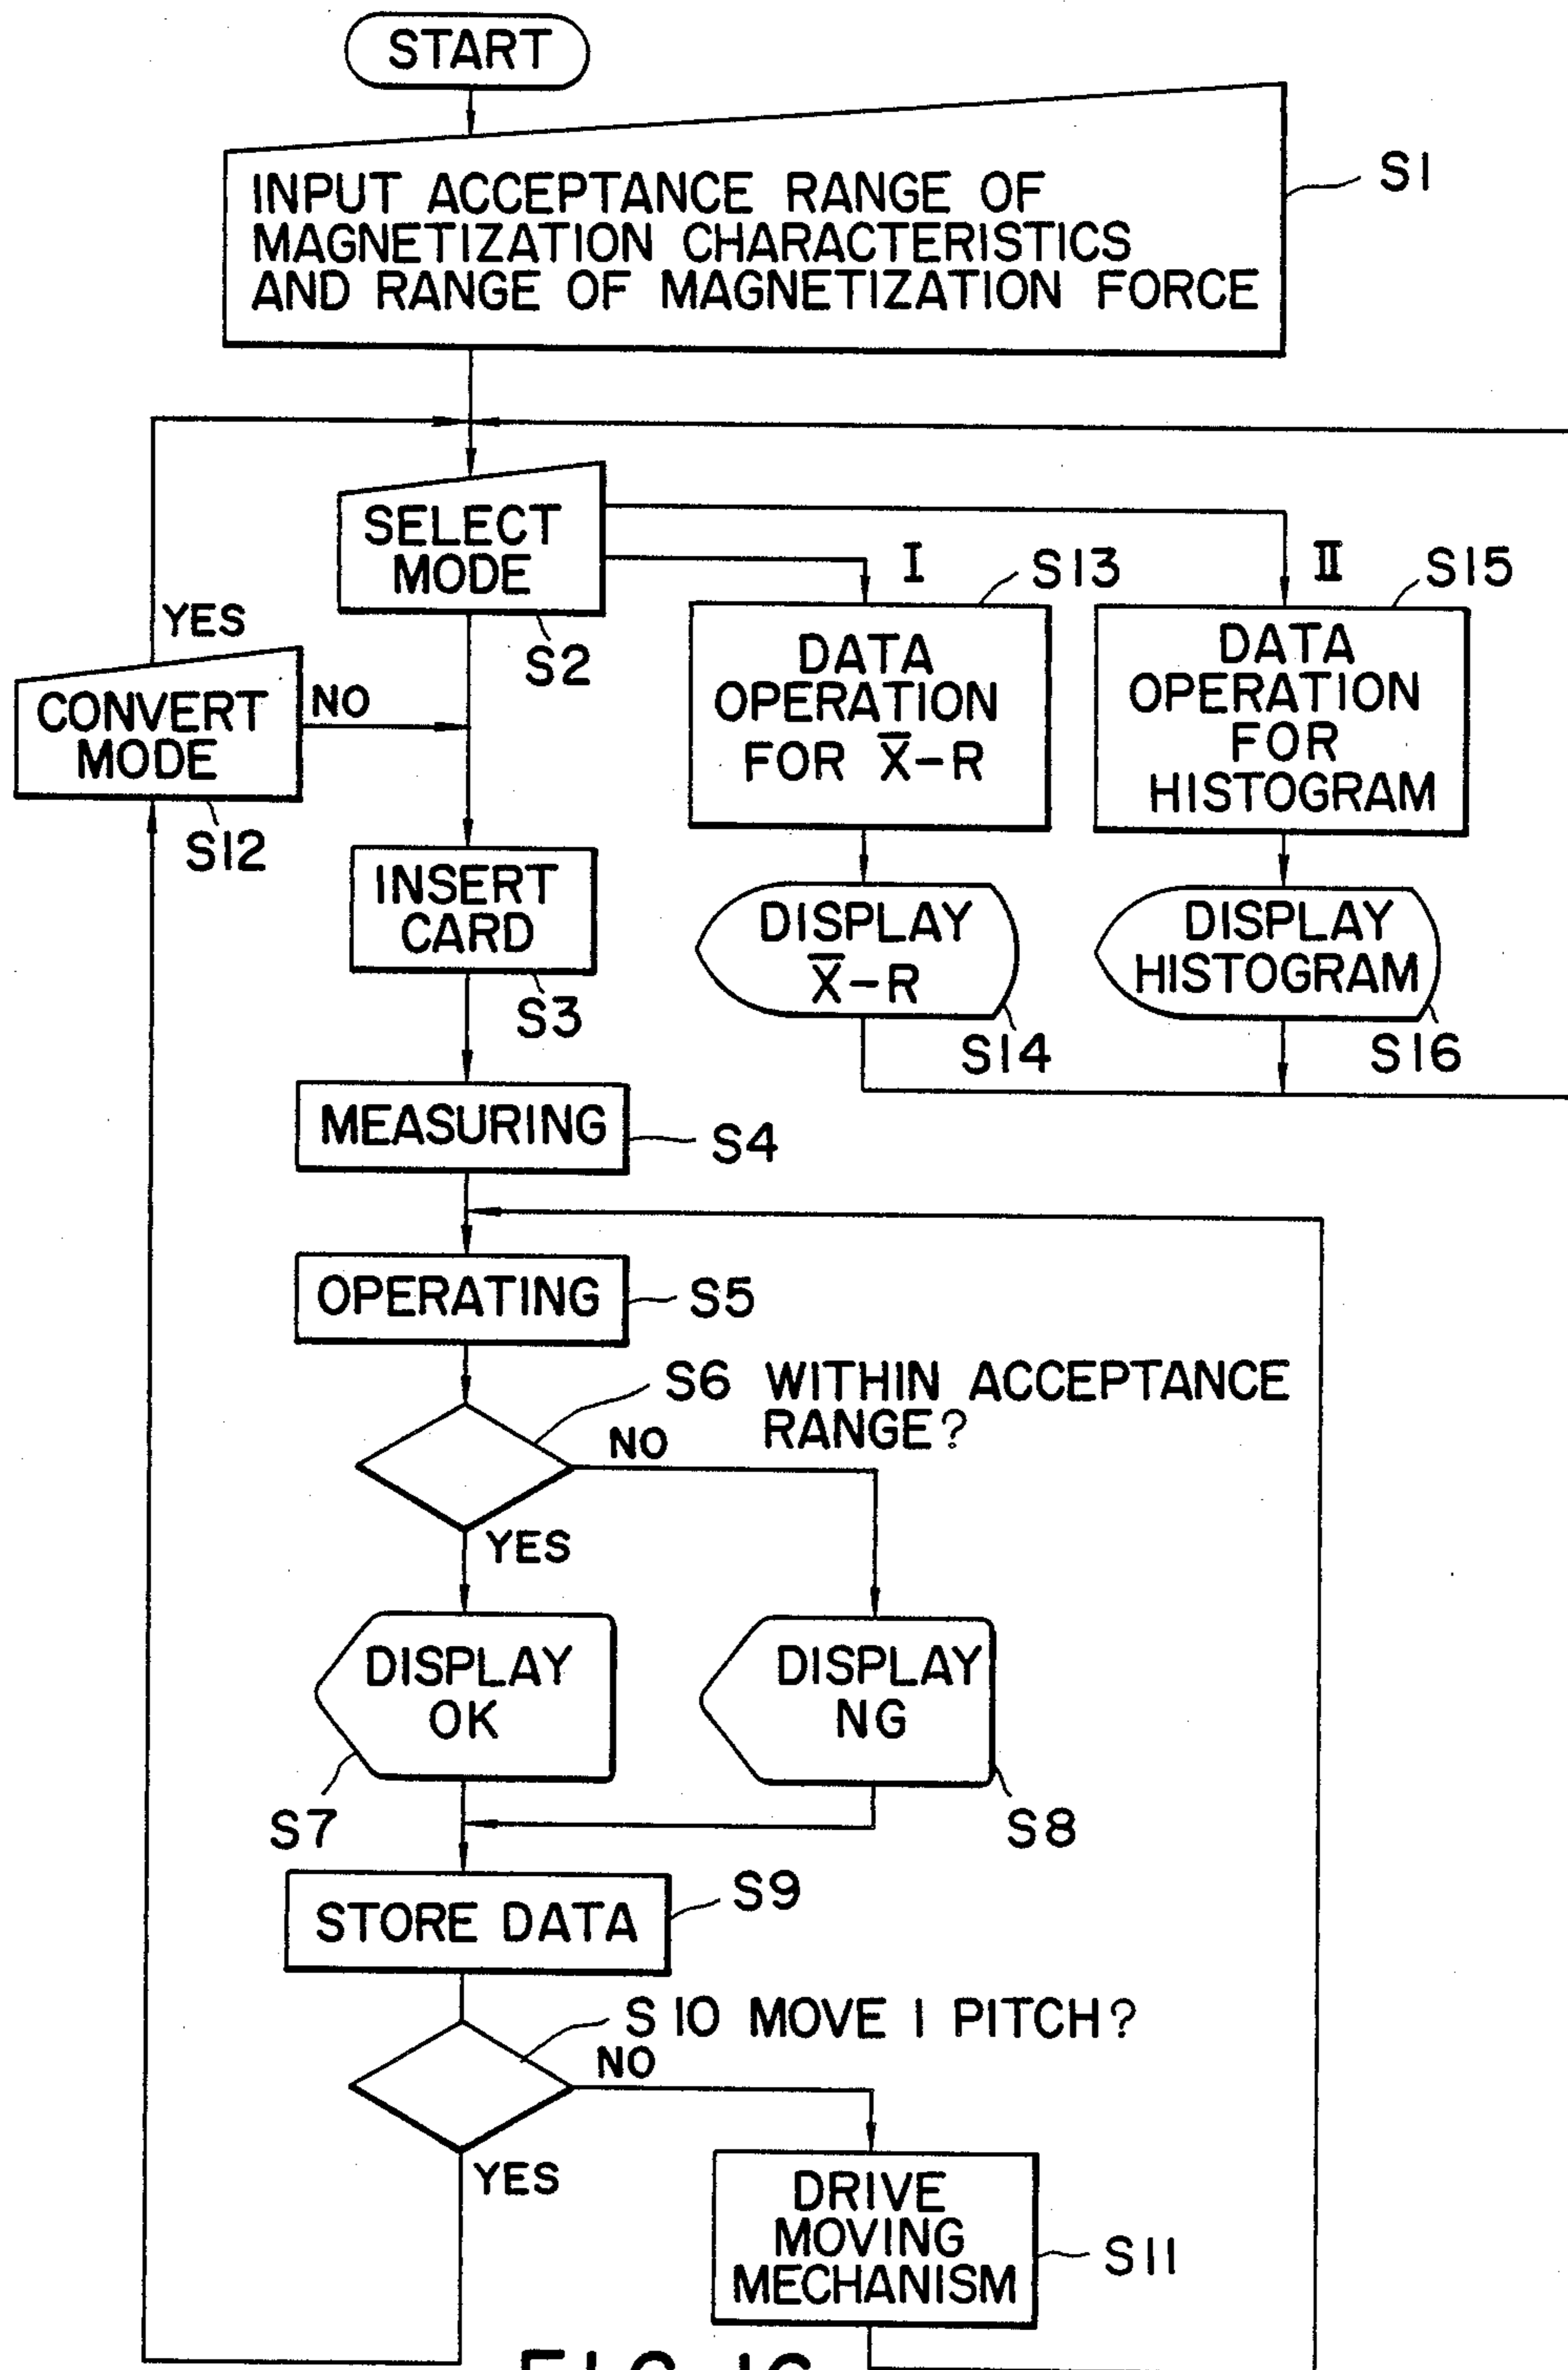 START
INPUT ACCEPTANCE RANGE OF
MAGNETIZATION CHARACTERISTICS
AND RANGE OF MAGNETIZATION FORCE
S1
SELECT
MODE
S2
I
S13
II
S15
YES
CONVERT
MODE
NO
S12
DATA
OPERATION
FOR X̄-R
DATA
OPERATION
FOR
HISTOGRAM
INSERT
CARD
S3
DISPLAY
X̄-R
S14
DISPLAY
HISTOGRAM
S16
MEASURING
S4
OPERATING
S5
S6 WITHIN ACCEPTANCE
RANGE?
NO
YES
DISPLAY
OK
S7
DISPLAY
NG
S8
STORE DATA
S9
S10 MOVE 1 PITCH?
NO
YES
DRIVE
MOVING
MECHANISM
S11